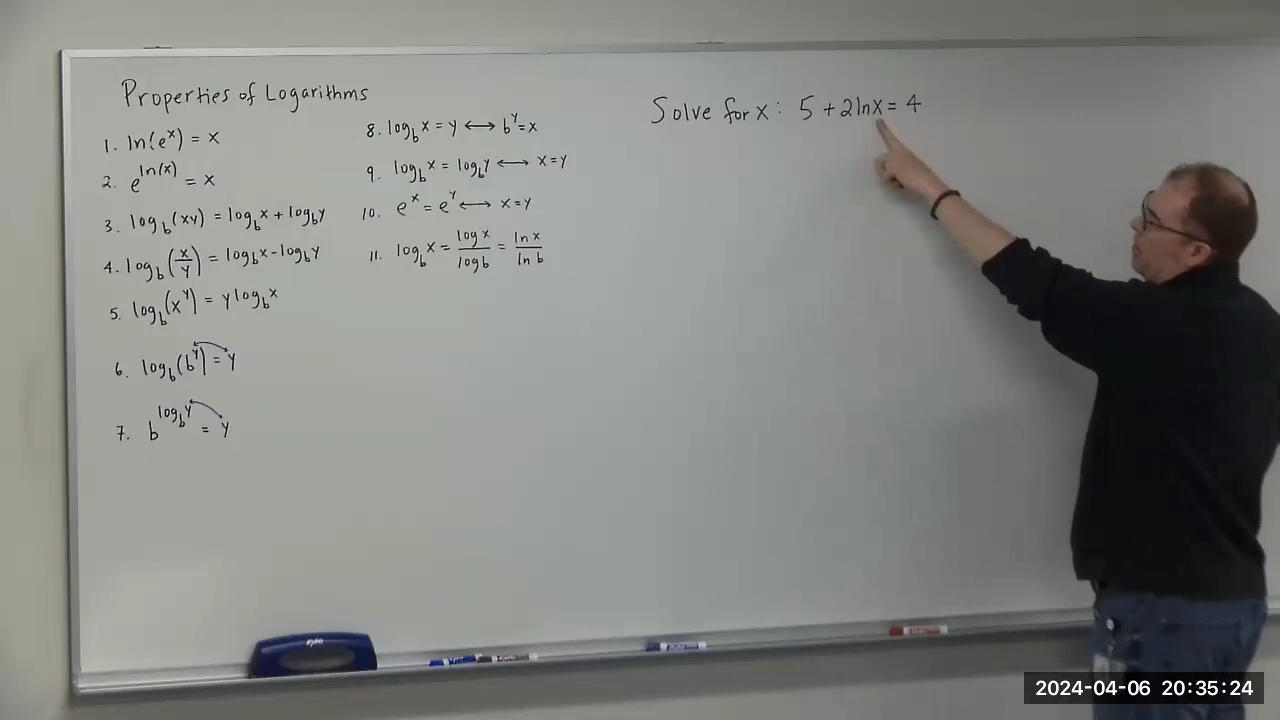 Properties of Logarithms
1. ln(e^x) = x
2. e^ln(x) = x
3. log_b(xy) = log_b x + log_b y
4. log_b(x/y) = log_b x - log_b y
5. log_b(x^y) = y log_b x
6. log_b(b^y) = y
7. b^log_b y = y
8. log_b x = y ⟷ b^y = x
9. log_b x = log_b y ⟷ x = y
10. e^x = e^y ⟷ x = y
11. log_b x = log x / log b = ln x / ln b
Solve for x: 5 + 2lnx = 4
expo
2024-04-06 20:35:24